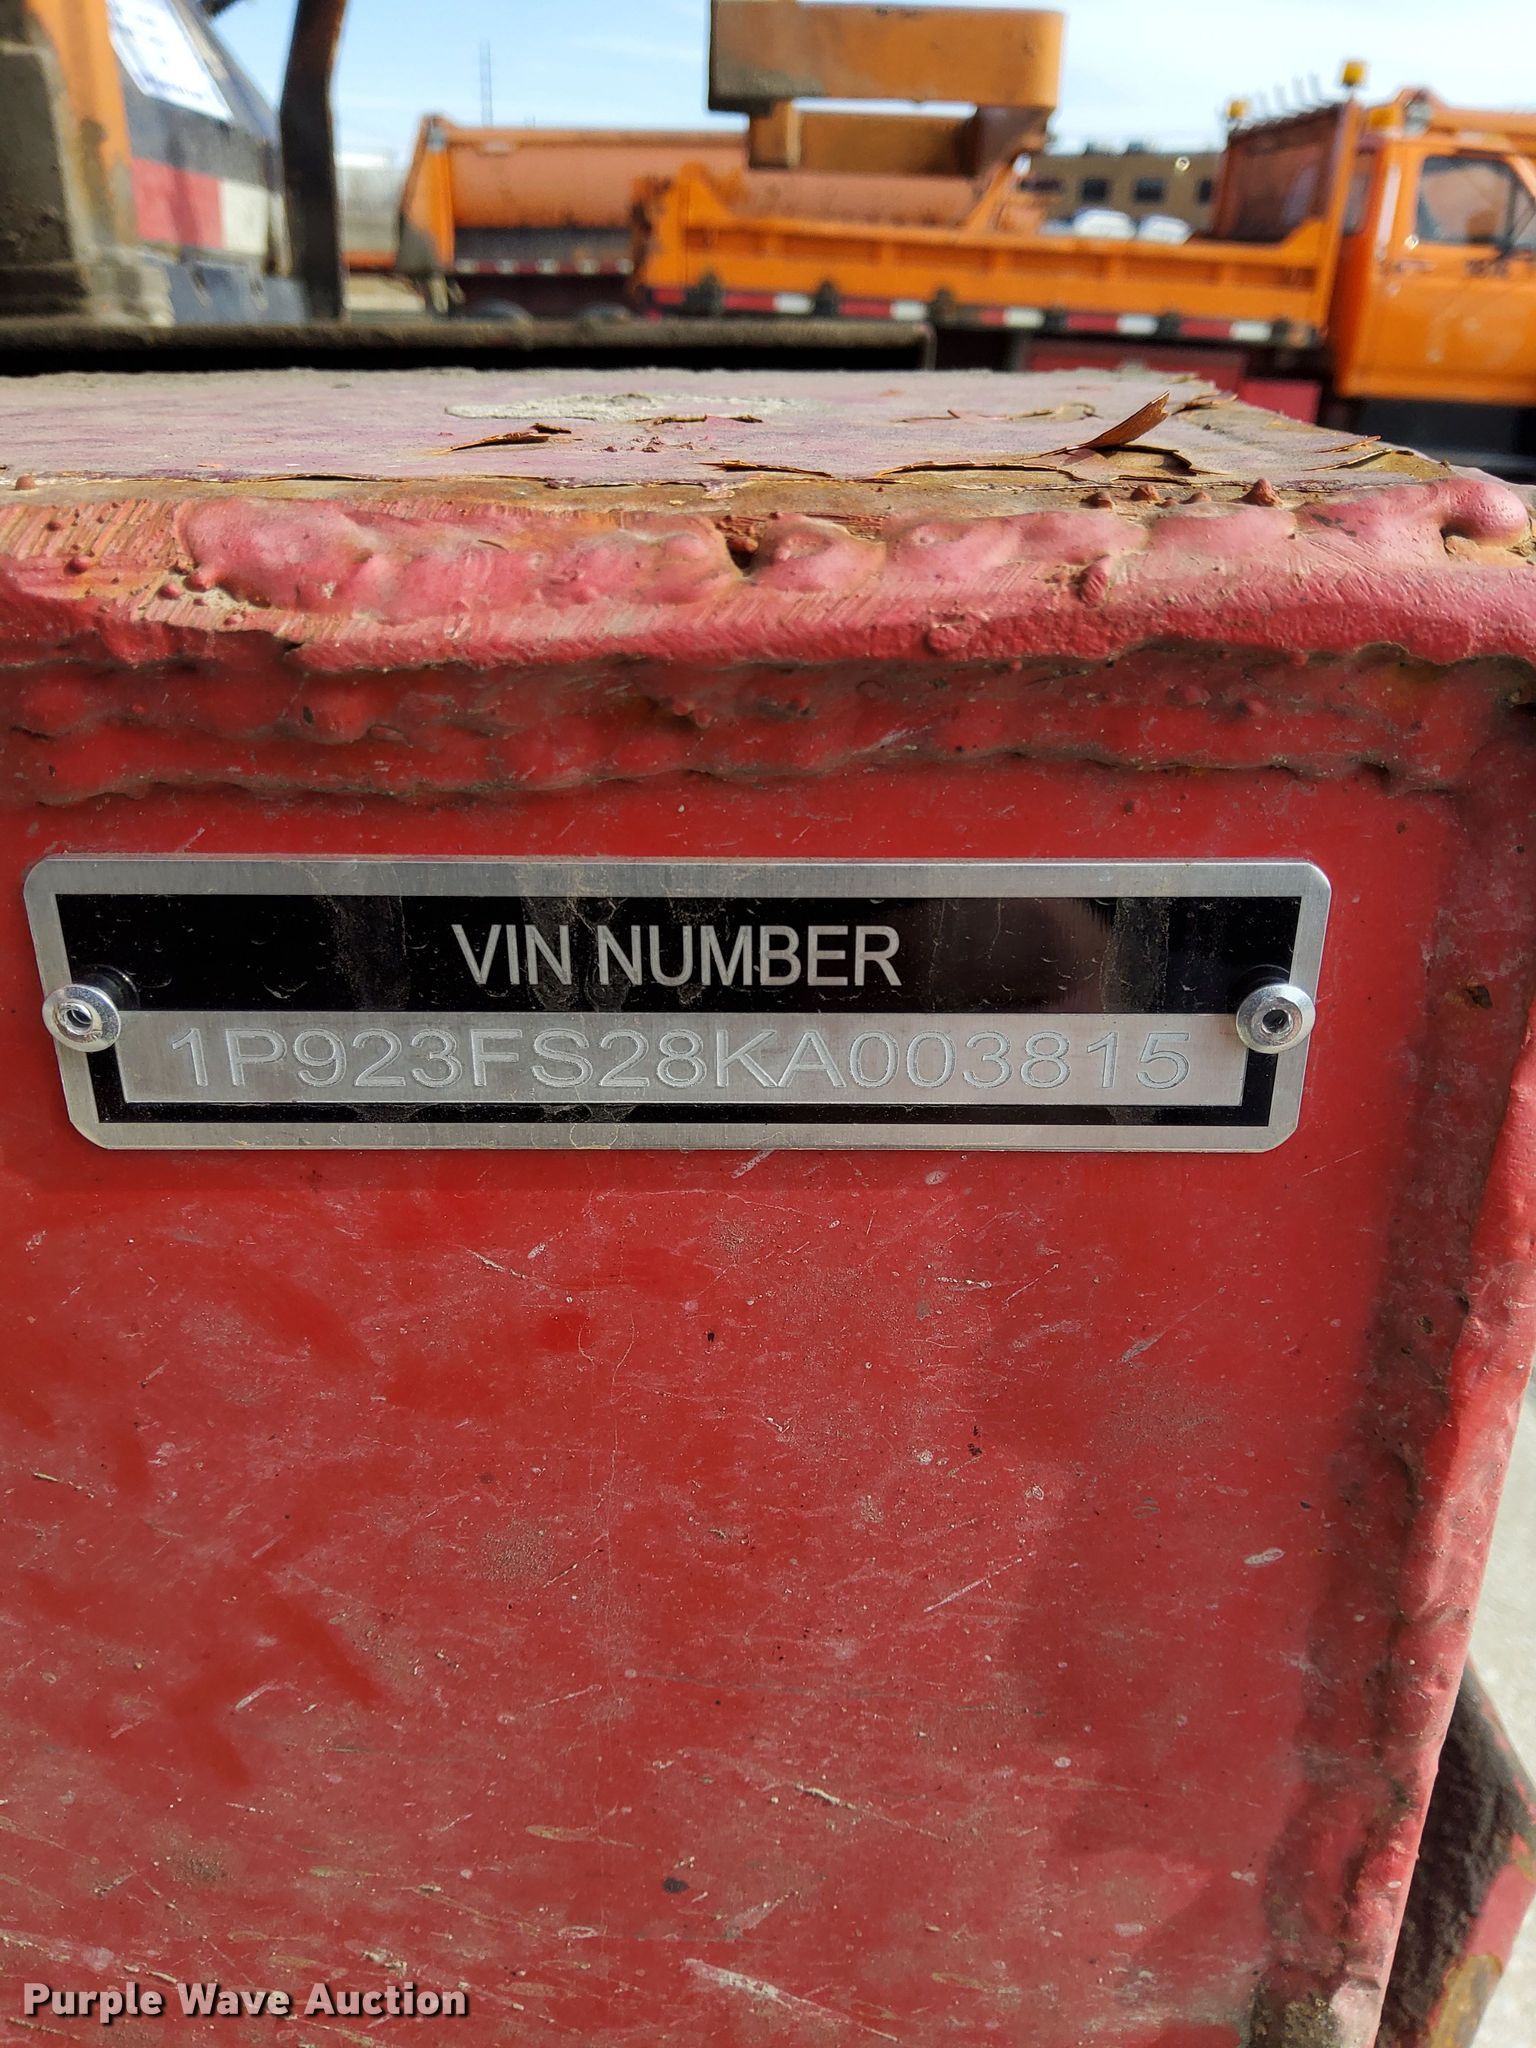 VIN NUMBER
1P923FS28KA003815
Purple Wave Auction